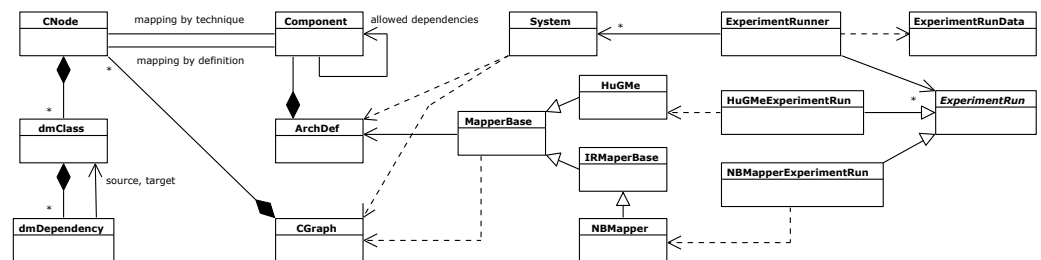 CNode
mapping by technique
Component
allowed dependencies
System
*
ExperimentRunner
ExperimentRunData
mapping by definition
*
HuGMe
HuGMeExperimentRun
*
ExperimentRun
*
dmClass
ArchDef
MapperBase
IRMaperBase
NBMapperExperimentRun
source, target
*
dmDependency
CGraph
NBMapper